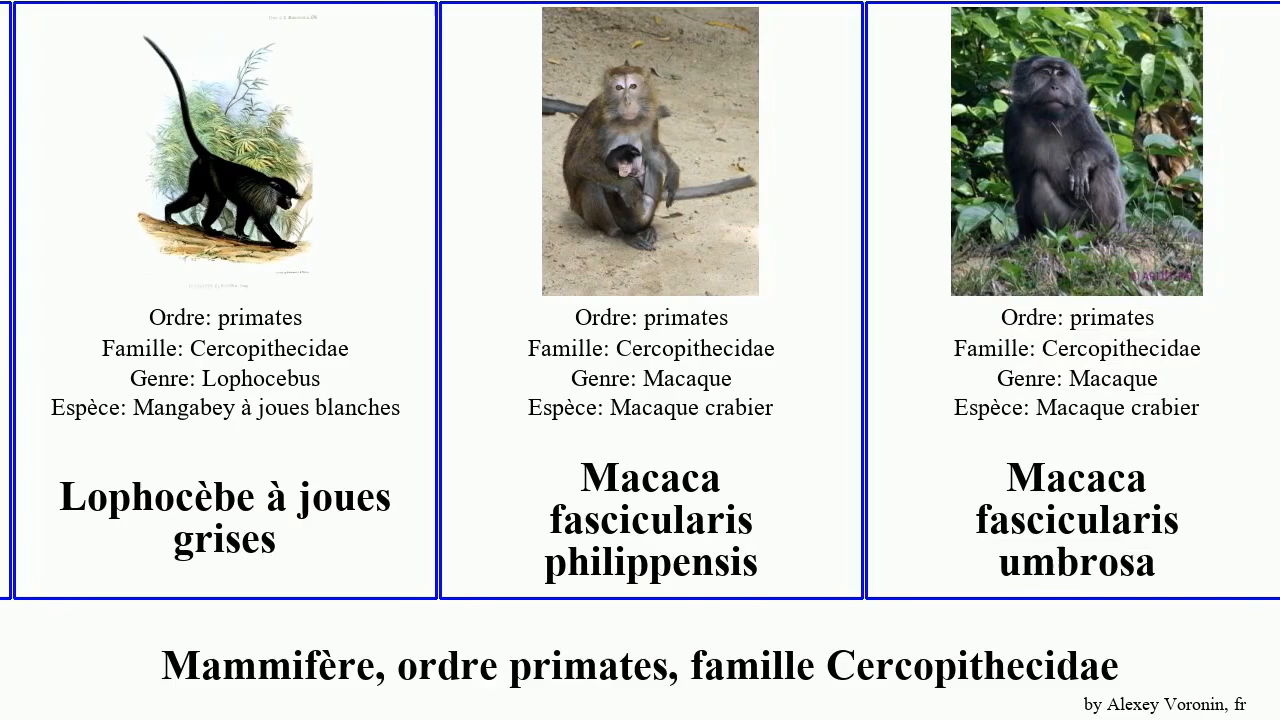 Ordre: primates
Famille: Cercopithecidae
Genre: Lophocebus
Espèce: Mangabey à joues blanches
Lophocèbe à joues
grises
Ordre: primates
Famille: Cercopithecidae
Genre: Macaque
Espèce: Macaque crabier
Macaca
fascicularis
philippensis
Ordre: primates
Famille: Cercopithecidae
Genre: Macaque
Espèce: Macaque crabier
Macaca
fascicularis
umbrosa
Mammifère, ordre primates, famille Cercopithecidae
by Alexey Voronin, fr